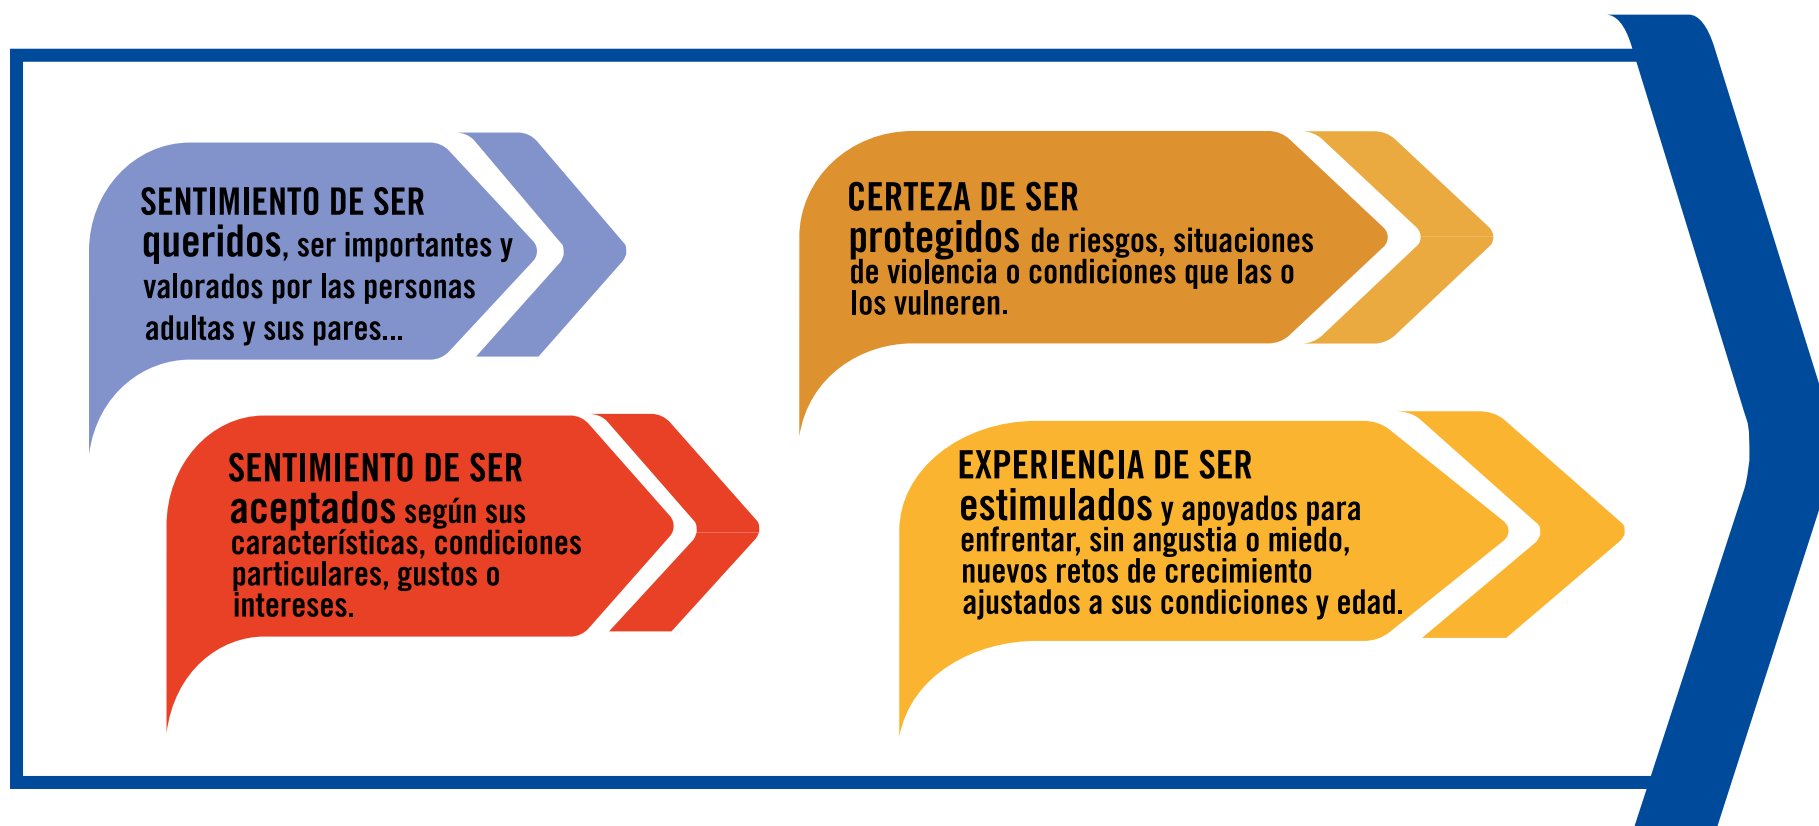 SENTIMIENTO DE SER
queridos, ser importantes y
valorados por las personas
adultas y sus pares...
SENTIMIENTO DE SER
aceptados según sus
características, condiciones
particulares, gustos o
intereses.
CERTEZA DE SER
protegidos de riesgos, situaciones
de violencia o condiciones que las o
los vulneren.
EXPERIENCIA DE SER
estimulados y apoyados para
enfrentar, sin angustia o miedo,
nuevos retos de crecimiento
ajustados a sus condiciones y edad.